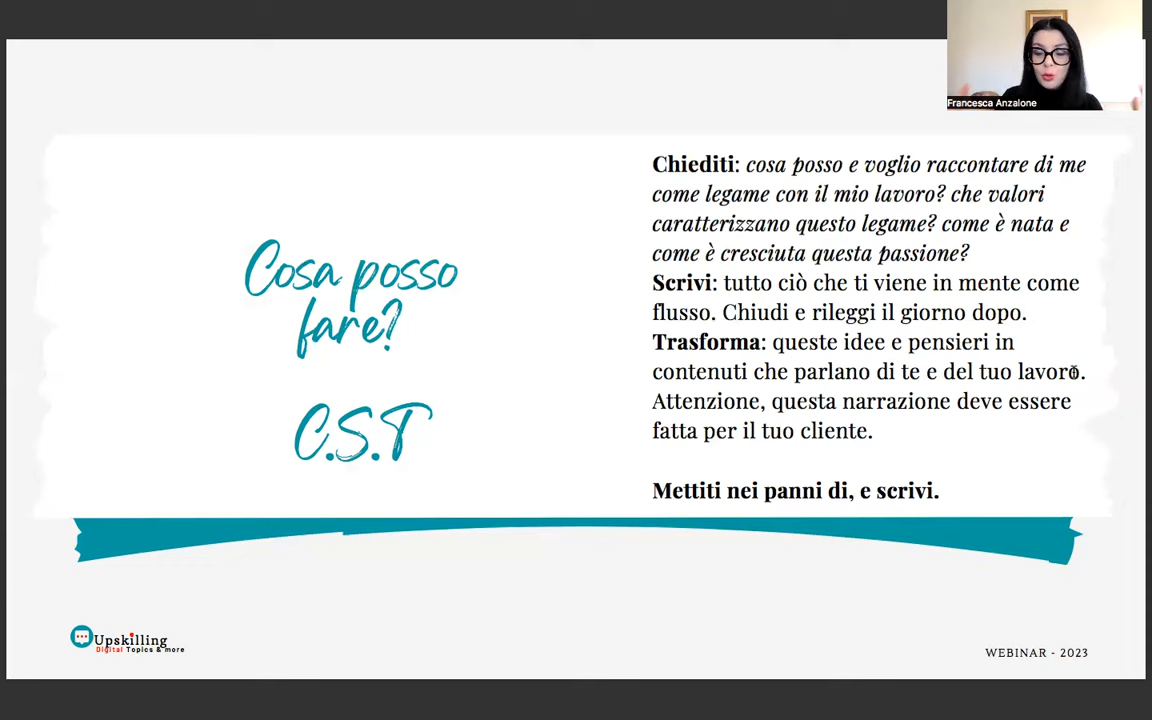 Francesca Anzalone
Cosa posso
fare?
C.S.T
Chiediti: cosa posso e voglio raccontare di me
come legame con il mio lavoro? che valori
caratterizzano questo legame? come è nata e
come è cresciuta questa passione?
Scrivi: tutto ciò che ti viene in mente come
flusso. Chiudi e rileggi il giorno dopo.
Trasforma: queste idee e pensieri in
contenuti che parlano di te e del tuo lavoro.
Attenzione, questa narrazione deve essere
fatta per il tuo cliente.
Mettiti nei panni di, e scrivi.
Upskilling
Digital Topics & more
WEBINAR - 2023